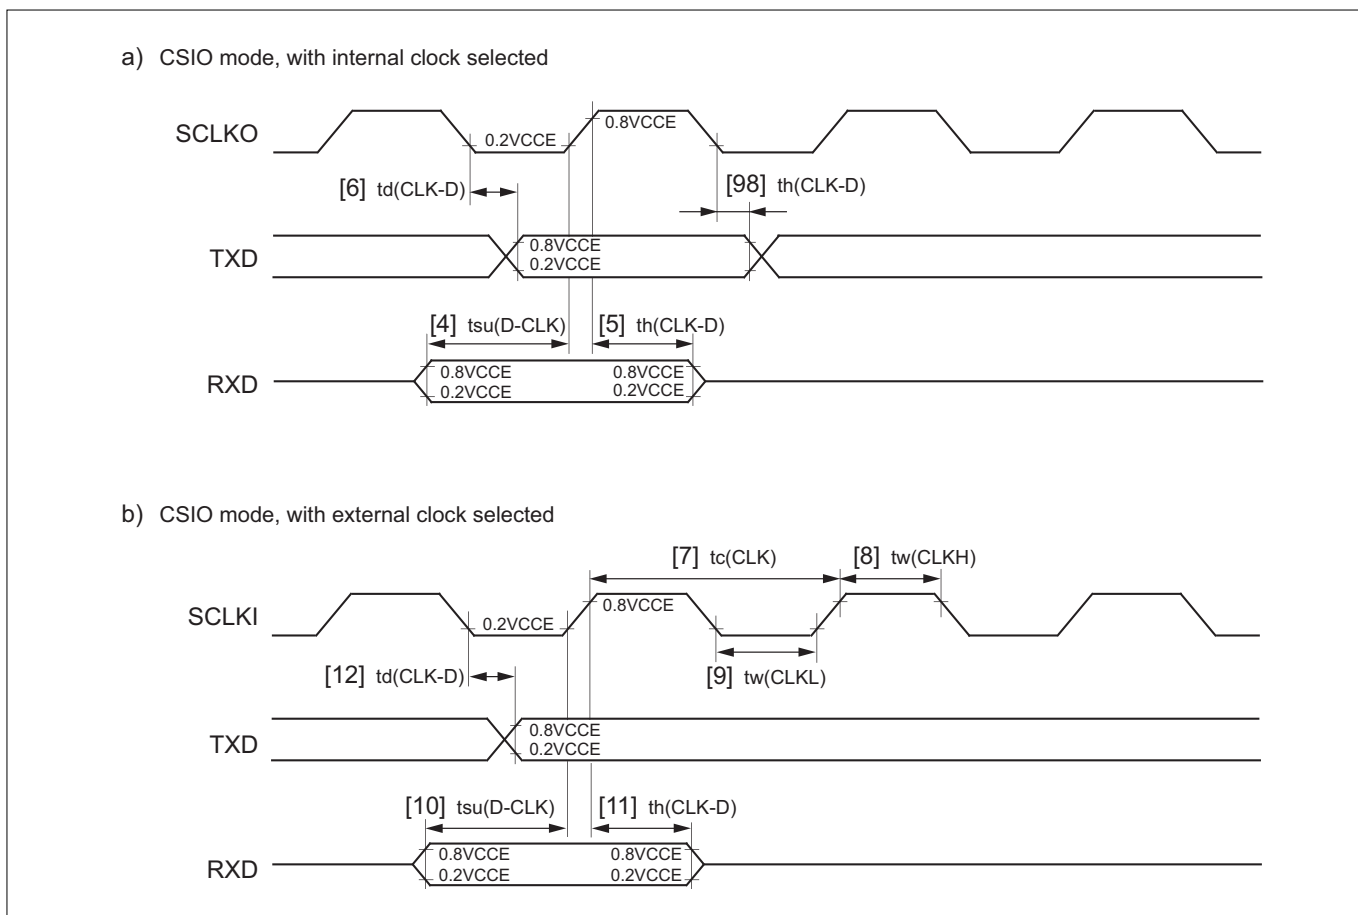 a) CSIO mode, with internal clock selected
SCLKO
0.2VCCE
0.8VCCE
[6] td(CLK-D)
[98] th(CLK-D)
TXD
0.8VCCE
0.2VCCE
[4] tsu(D-CLK)
[5] th(CLK-D)
RXD
0.8VCCE
0.2VCCE
0.8VCCE
0.2VCCE
b) CSIO mode, with external clock selected
[7] tc(CLK)
[8] tw(CLKH)
SCLKI
0.2VCCE
0.8VCCE
[12] td(CLK-D)
[9] tw(CLKL)
TXD
0.8VCCE
0.2VCCE
[10] tsu(D-CLK)
[11] th(CLK-D)
RXD
0.8VCCE
0.2VCCE
0.8VCCE
0.2VCCE